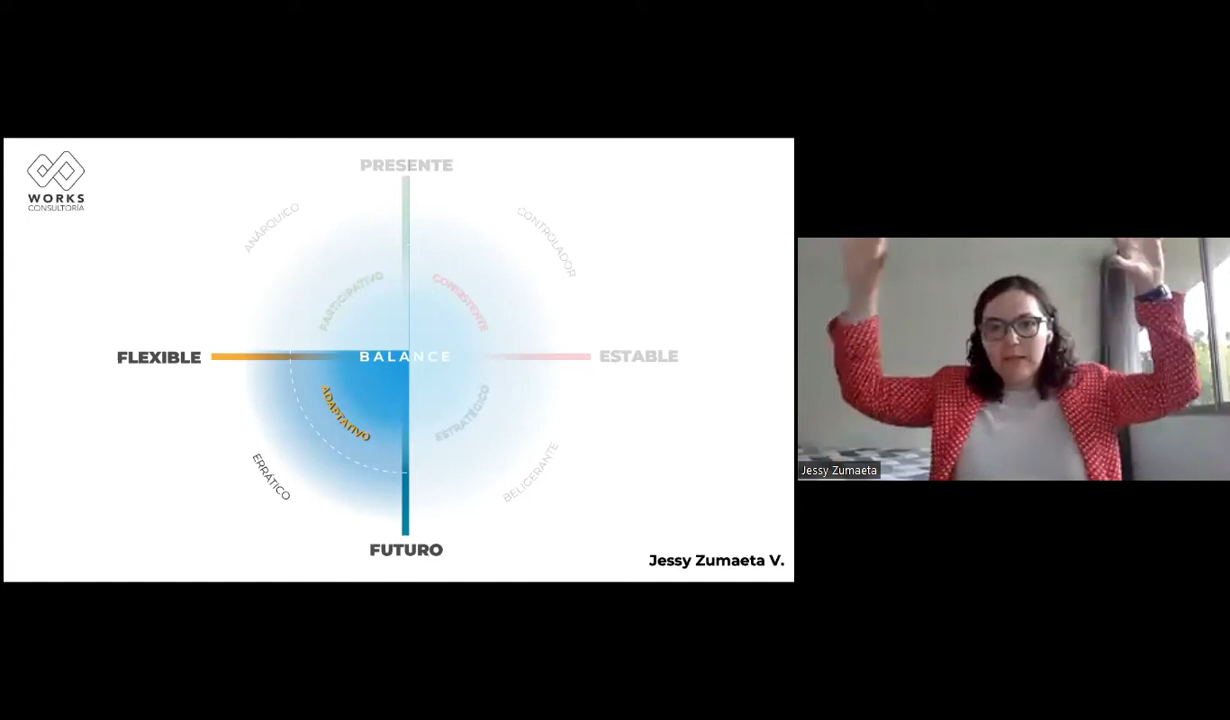 WORKS
CONSULTORÍA
PRESENTE
ANÁRQUICO
CONTROLADOR
PARTICIPATIVO
CONSISTENTE
FLEXIBLE
BALANCE
ESTABLE
ADAPTATIVO
ESTRATÉGICO
ERRÁTICO
BELIGERANTE
FUTURO
Jessy Zumaeta V.
Jessy Zumaeta